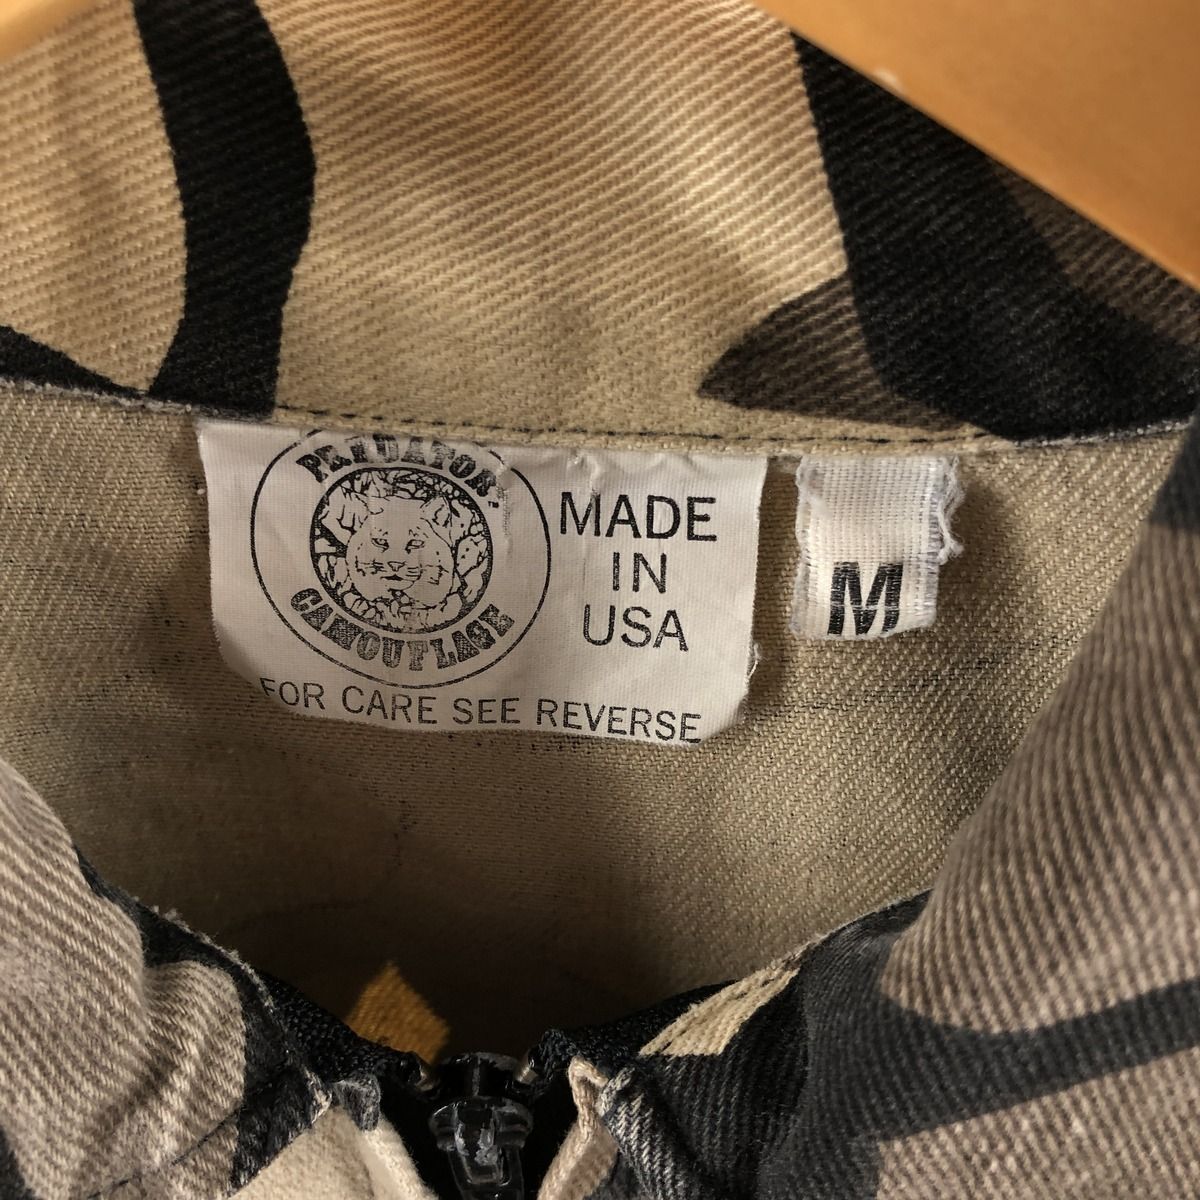 PREDATOR
CAMOUFLAGE
MADE
IN
USA
FOR CARE SEE REVERSE
M